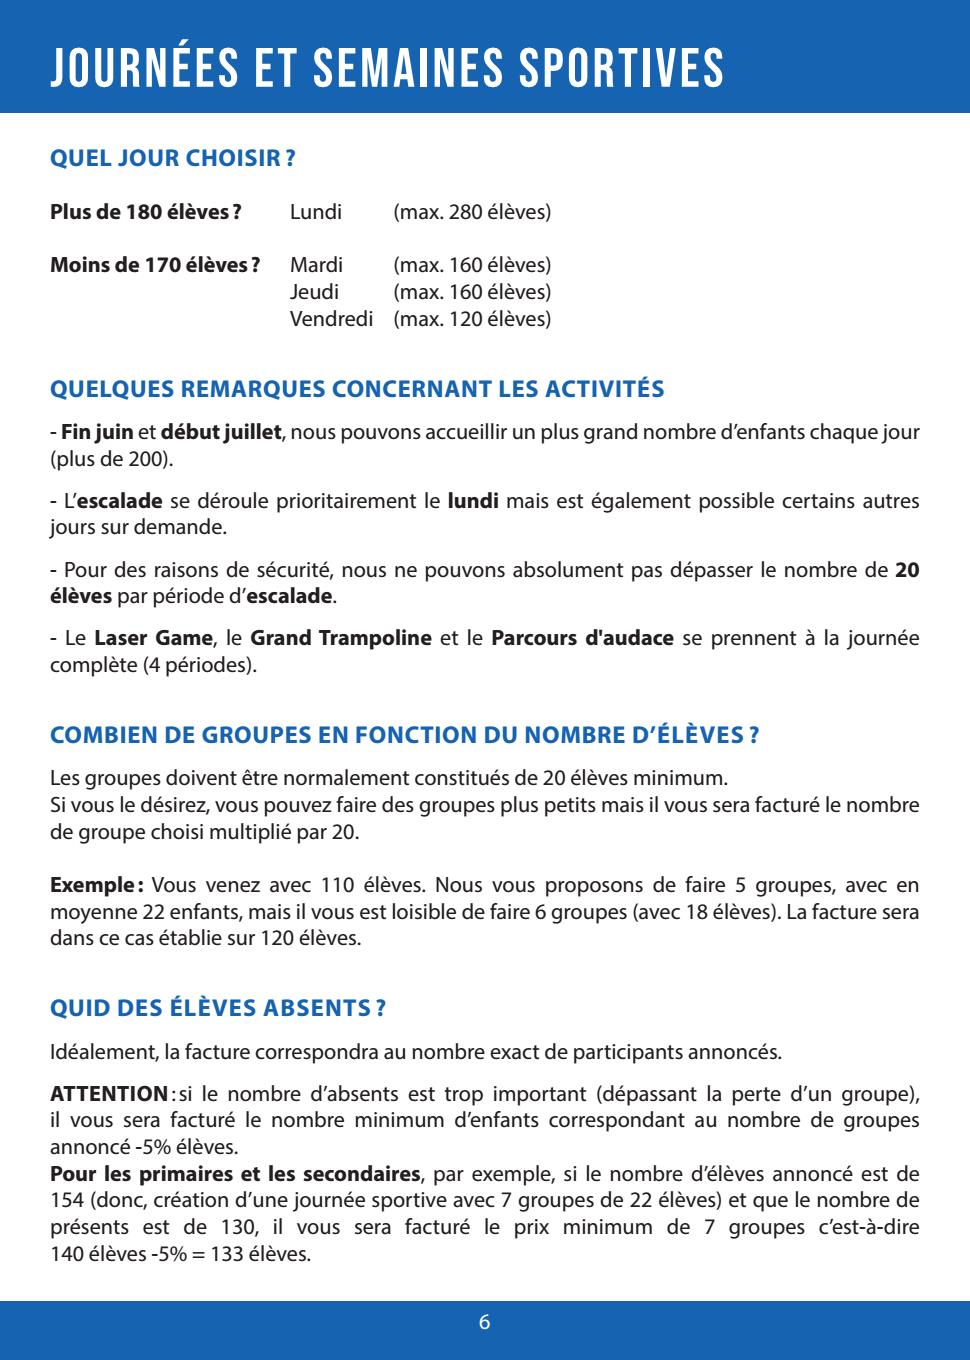 JOURNÉES ET SEMAINES SPORTIVES
QUEL JOUR CHOISIR ?
Plus de 180 élèves ? Lundi (max. 280 élèves)
Moins de 170 élèves ? Mardi (max. 160 élèves)
Jeudi (max. 160 élèves)
Vendredi (max. 120 élèves)
QUELQUES REMARQUES CONCERNANT LES ACTIVITÉS
- Fin juin et début juillet, nous pouvons accueillir un plus grand nombre d’enfants chaque jour
(plus de 200).
- L’escalade se déroule prioritairement le lundi mais est également possible certains autres
jours sur demande.
- Pour des raisons de sécurité, nous ne pouvons absolument pas dépasser le nombre de 20
élèves par période d’escalade.
- Le Laser Game, le Grand Trampoline et le Parcours d'audace se prennent à la journée
complète (4 périodes).
COMBIEN DE GROUPES EN FONCTION DU NOMBRE D’ÉLÈVES ?
Les groupes doivent être normalement constitués de 20 élèves minimum.
Si vous le désirez, vous pouvez faire des groupes plus petits mais il vous sera facturé le nombre
de groupe choisi multiplié par 20.
Exemple : Vous venez avec 110 élèves. Nous vous proposons de faire 5 groupes, avec en
moyenne 22 enfants, mais il vous est loisible de faire 6 groupes (avec 18 élèves). La facture sera
dans ce cas établie sur 120 élèves.
QUID DES ÉLÈVES ABSENTS ?
Idéalement, la facture correspondra au nombre exact de participants annoncés.
ATTENTION : si le nombre d’absents est trop important (dépassant la perte d’un groupe),
il vous sera facturé le nombre minimum d’enfants correspondant au nombre de groupes
annoncé -5% élèves.
Pour les primaires et les secondaires, par exemple, si le nombre d’élèves annoncé est de
154 (donc, création d’une journée sportive avec 7 groupes de 22 élèves) et que le nombre de
présents est de 130, il vous sera facturé le prix minimum de 7 groupes c’est-à-dire
140 élèves -5% = 133 élèves.
6